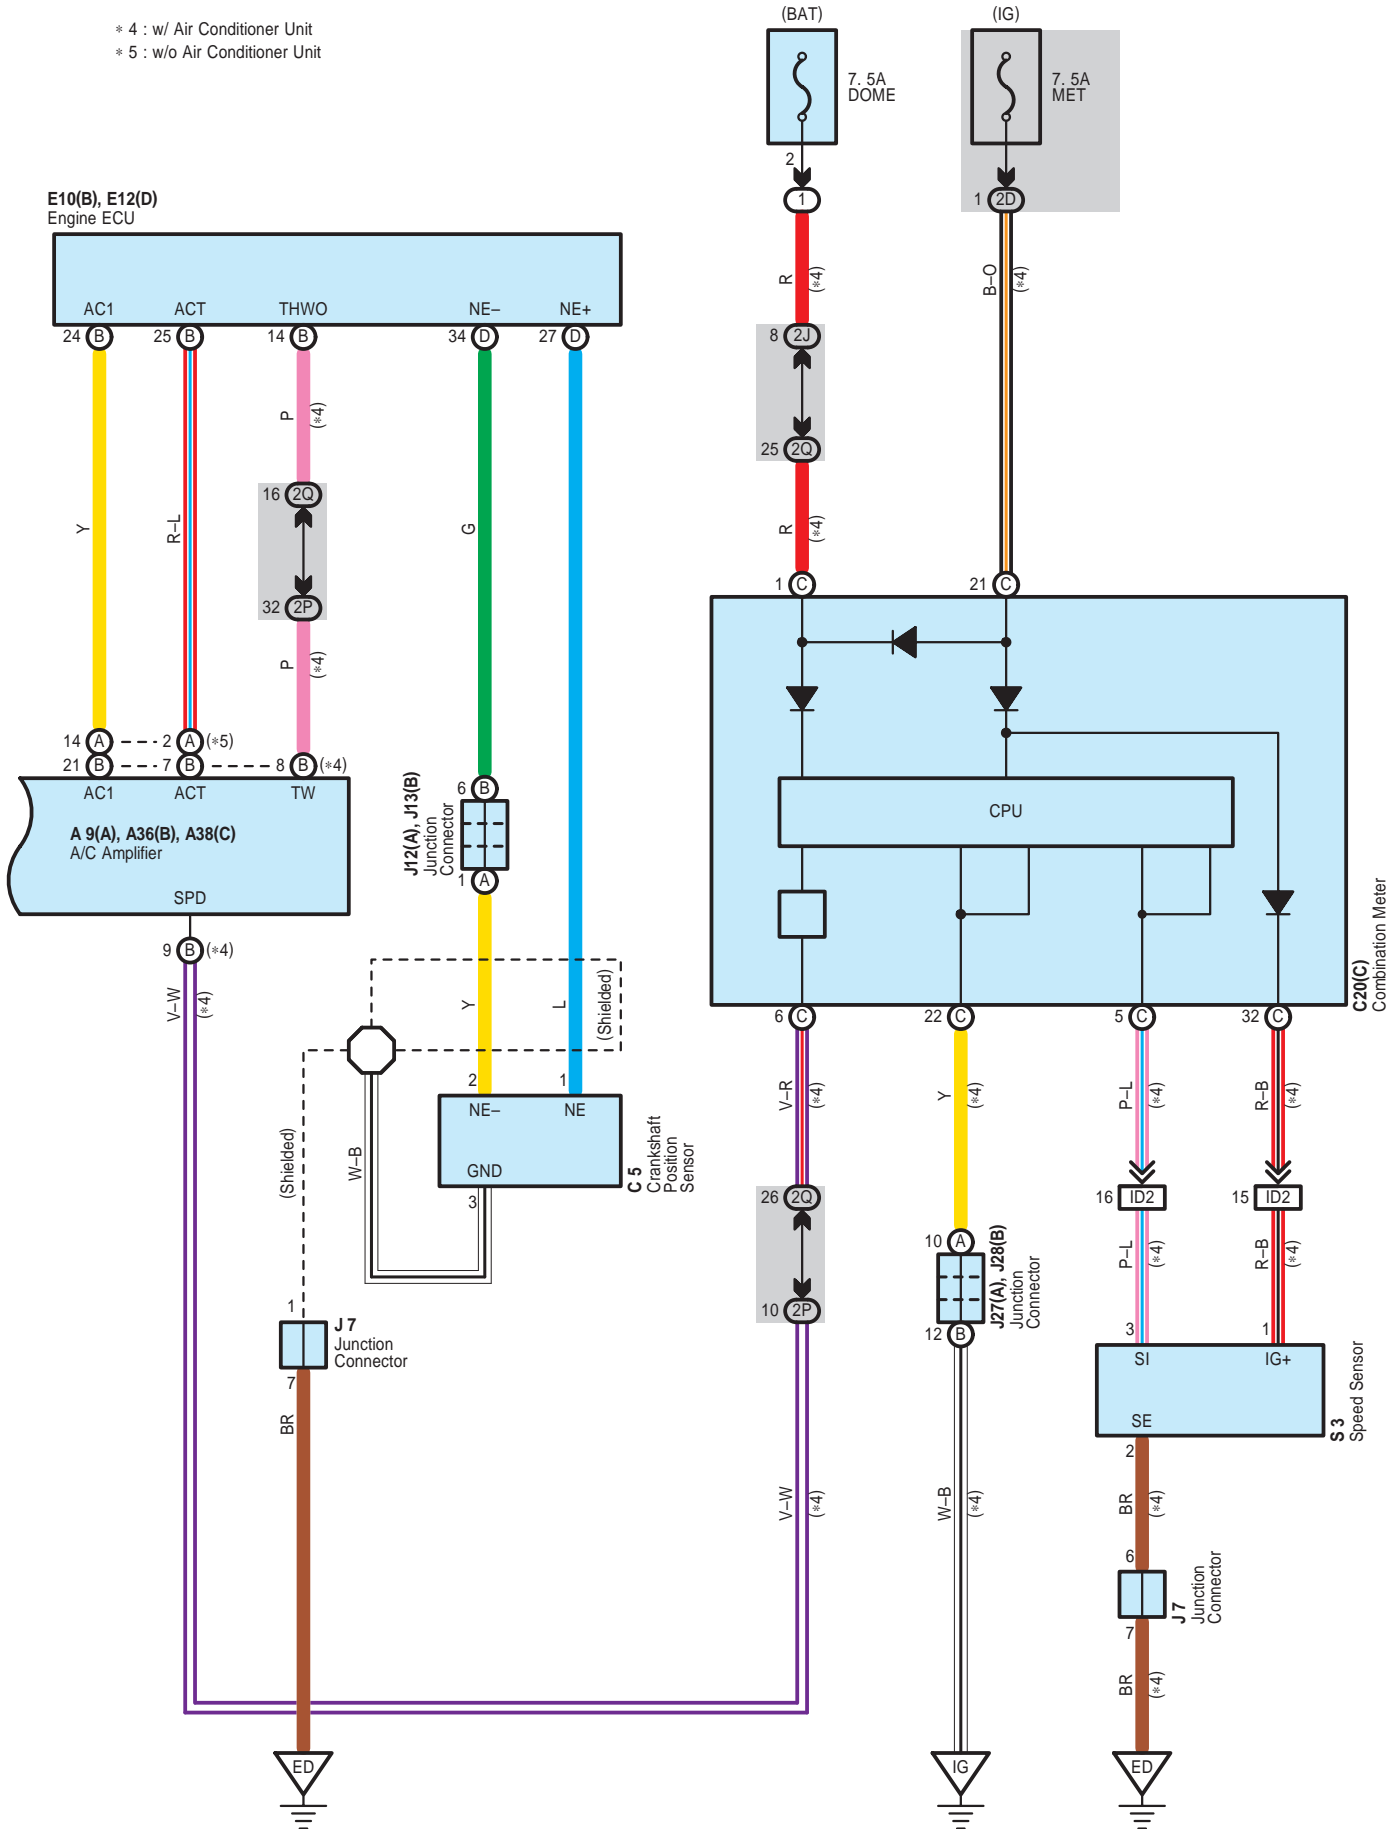 ∗ 4 : w/ Air Conditioner Unit
∗ 5 : w/o Air Conditioner Unit
(BAT)
(IG)
7. 5A
DOME
7. 5A
MET
2
1
1
2D
E10(B), E12(D)
Engine ECU
AC1
ACT
THWO
NE–
NE+
24
B
25
B
14
B
34
D
27
D
R
(∗4)
B–O
(∗4)
8
2J
25
2Q
R
(∗4)
1
C
21
C
P
(∗4)
16
2Q
32
2P
P
(∗4)
Y
R–L
G
14
A
2
A
(∗5)
21
B
7
B
8
B
(∗4)
AC1
ACT
TW
A 9(A), A36(B), A38(C)
A/C Amplifier
SPD
9
B
(∗4)
V–W
(∗4)
6
B
J12(A), J13(B)
Junction
Connector
1
A
CPU
C20(C)
Combination Meter
Y
L
(Shielded)
2
1
NE–
NE
GND
3
C 5
Crankshaft
Position
Sensor
W–B
(Shielded)
1
J 7
Junction
Connector
7
BR
6
C
22
C
5
C
32
C
V–R
(∗4)
Y
(∗4)
P–L
(∗4)
R–B
(∗4)
26
2Q
10
2P
16
ID2
15
ID2
10
A
J27(A), J28(B)
Junction
Connector
12
B
P–L
(∗4)
R–B
(∗4)
3
1
SI
IG+
SE
S 3
Speed Sensor
2
V–W
(∗4)
W–B
(∗4)
BR
(∗4)
6
J 7
Junction
Connector
7
BR
(∗4)
ED
IG
ED